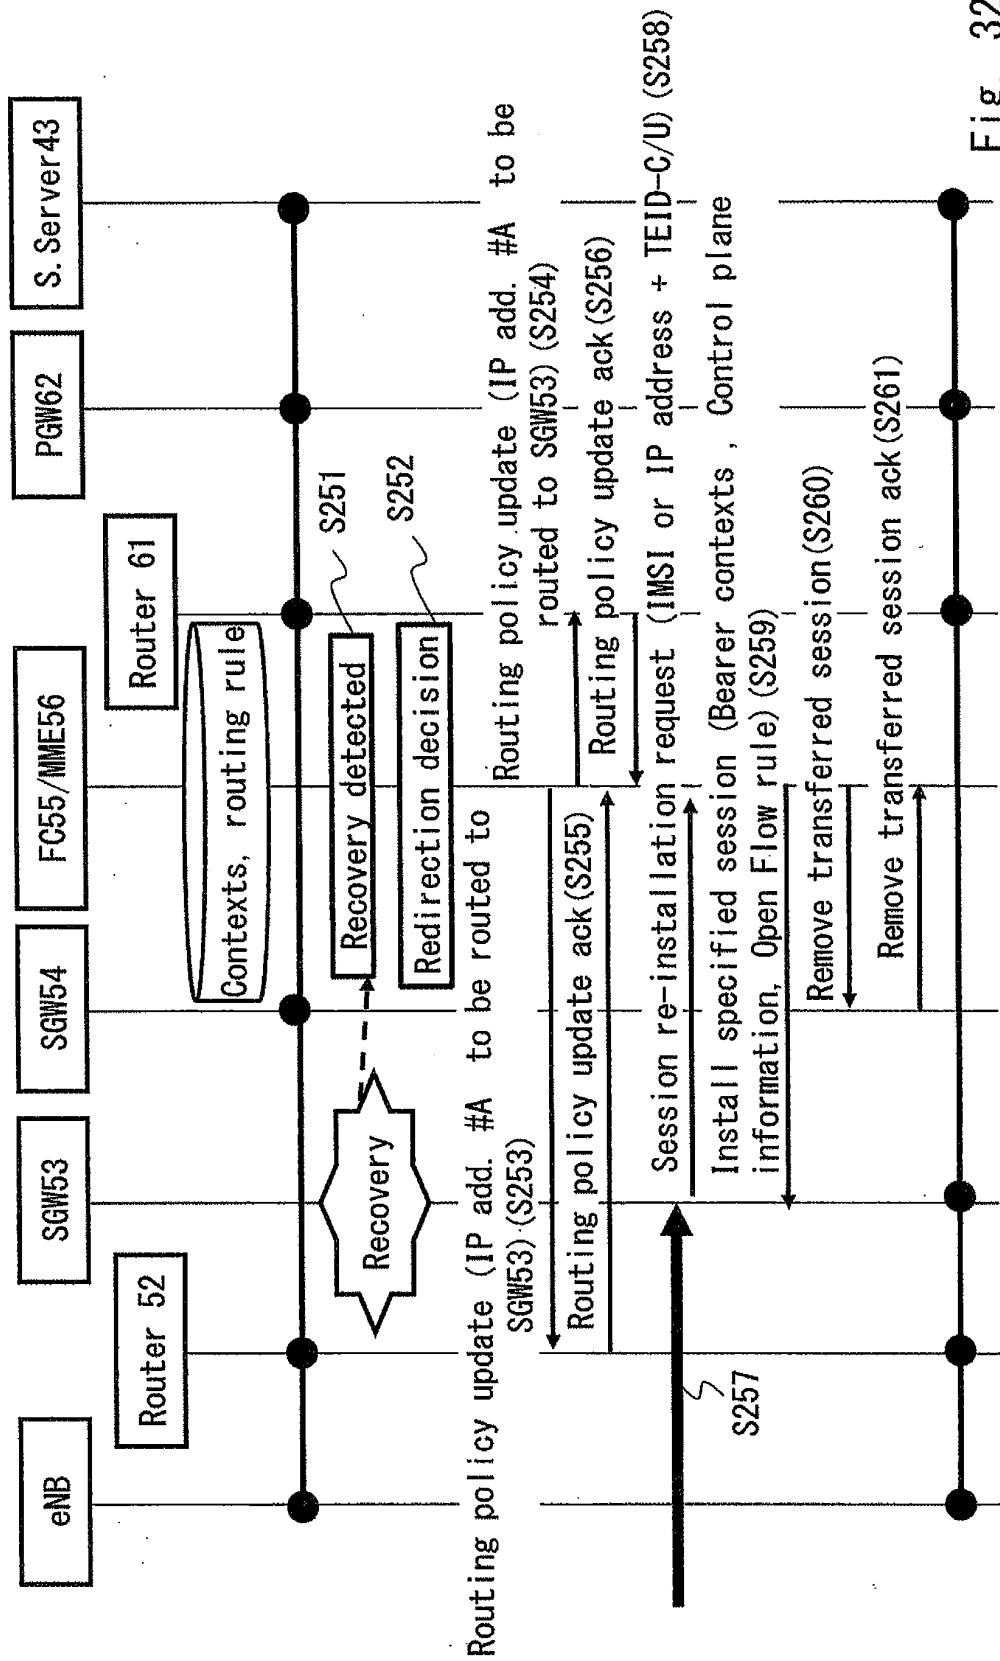 eNB
Router 52
SGW53
SGW54
FC55/MME56
Router 61
PGW62
S.Server43
Contexts, routing rule
Recovery
Recovery detected
S251
Redirection decision
S252
Routing policy update (IP add. #A to be routed to
SGW53) (S253)
Routing policy update (IP add. #A to be
routed to SGW53) (S254)
Routing policy update ack(S255)
Routing policy update ack(S256)
S257
Session re-installation request (IMSI or IP address + TEID-C/U) (S258)
Install specified session (Bearer contexts, Control plane
information, Open Flow rule) (S259)
Remove transferred session(S260)
Remove transferred session ack(S261)
Fig. 32